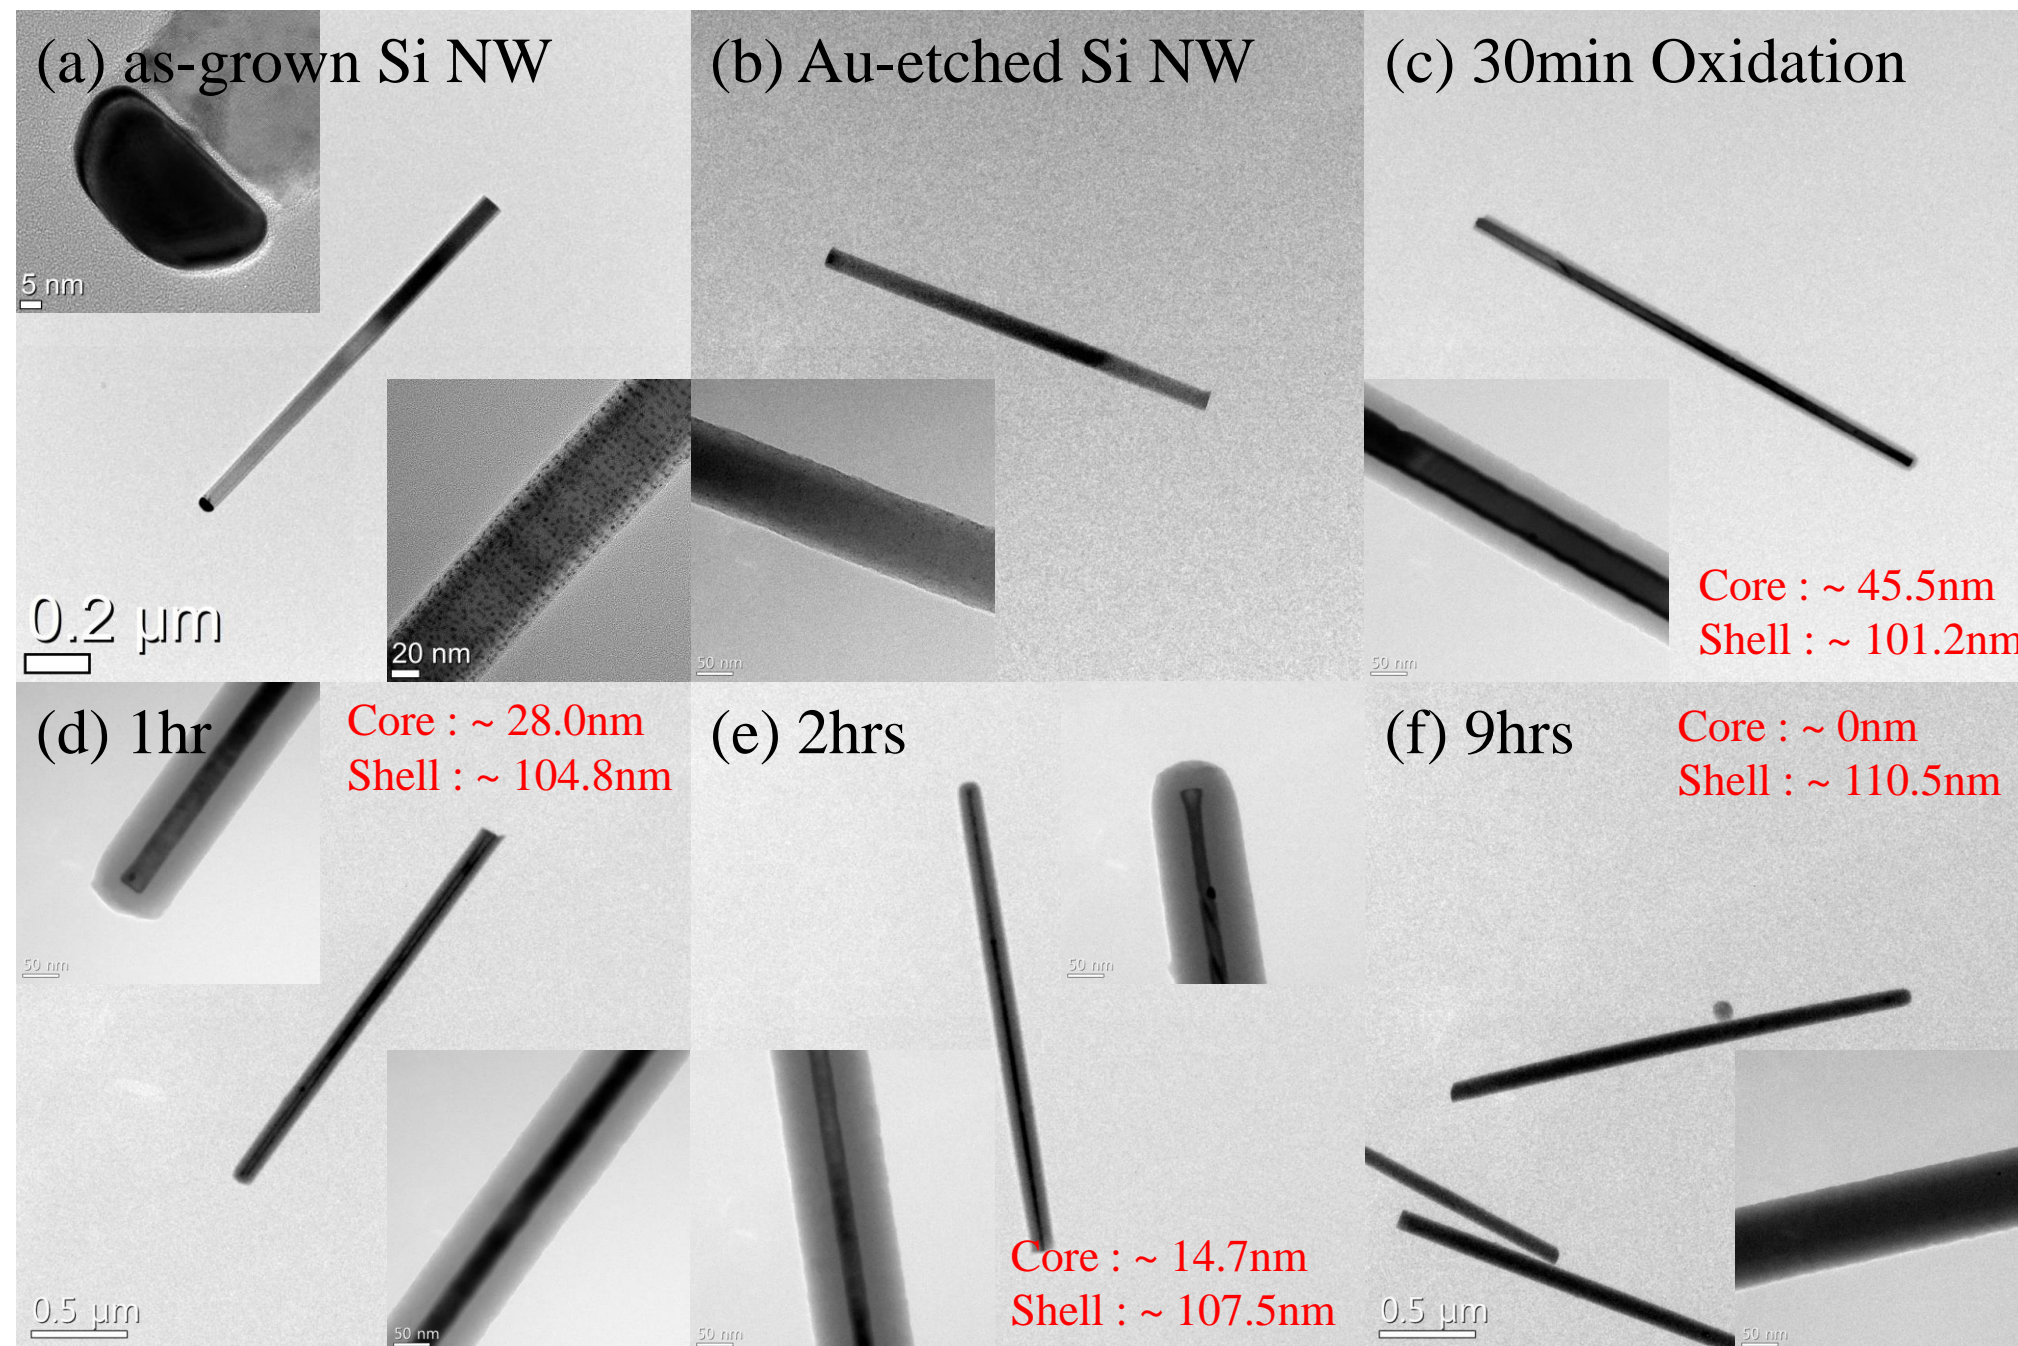 (a) as-grown Si NW
5 nm
0.2 µm
20 nm
(b) Au-etched Si NW
50 nm
(c) 30min Oxidation
50 nm
Core : ~ 45.5nm
Shell : ~ 101.2nm
(d) 1hr
Core : ~ 28.0nm
Shell : ~ 104.8nm
50 nm
0.5 µm
50 nm
(e) 2hrs
50 nm
50 nm
Core : ~ 14.7nm
Shell : ~ 107.5nm
(f) 9hrs
Core : ~ 0nm
Shell : ~ 110.5nm
0.5 µm
50 nm